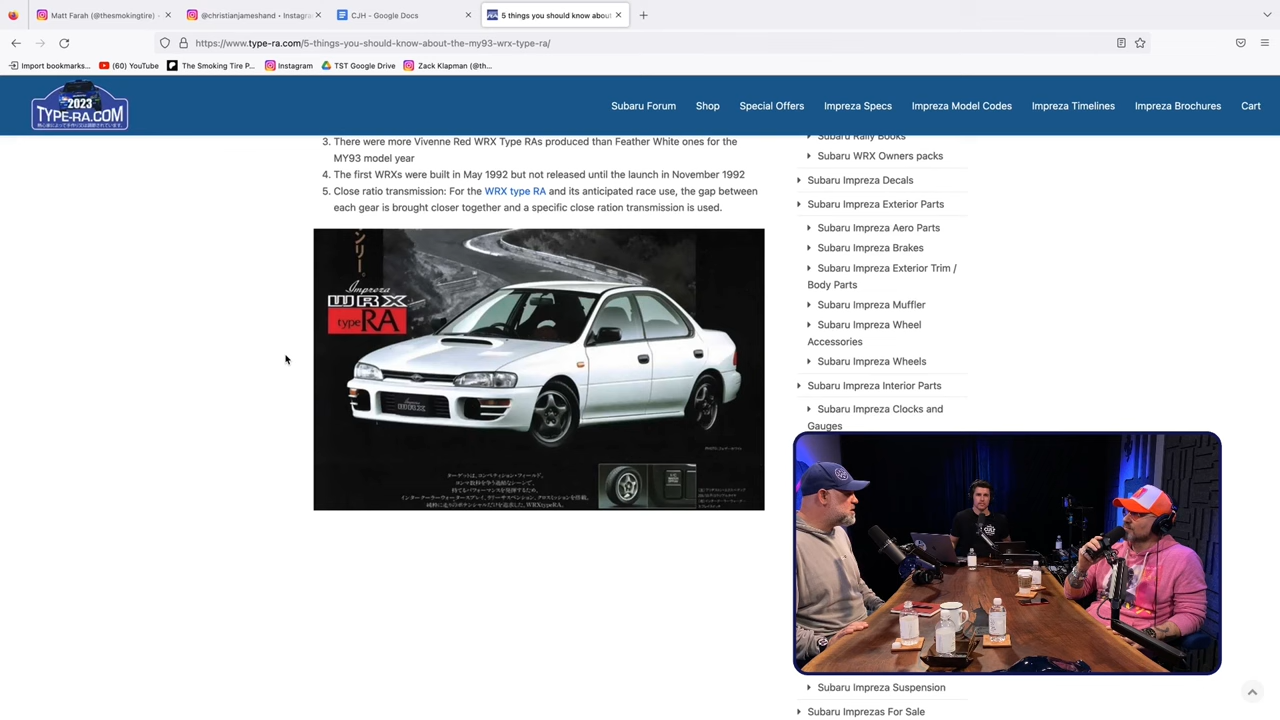 Matt Farah (@thesmokingtire) •
@christianjameshand • Instagra
CJH - Google Docs
5 things you should know abou
https://www.type-ra.com/5-things-you-should-know-about-the-my93-wrx-type-ra/
Import bookmarks...
(60) YouTube
The Smoking Tire P...
Instagram
TST Google Drive
Zack Klapman (@th...
2023
TYPE-RA.COM
Subaru Forum
Shop
Special Offers
Impreza Specs
Impreza Model Codes
Impreza Timelines
Impreza Brochures
Cart
3. There were more Vivenne Red WRX Type RAs produced than Feather White ones for the
MY93 model year
4. The first WRXs were built in May 1992 but not released until the launch in November 1992
5. Close ratio transmission: For the WRX type RA and its anticipated race use, the gap between
each gear is brought closer together and a specific close ration transmission is used.
ンリー。
Impreza
WRX
type RA
Subaru Rally Books
Subaru WRX Owners packs
Subaru Impreza Decals
Subaru Impreza Exterior Parts
Subaru Impreza Aero Parts
Subaru Impreza Brakes
Subaru Impreza Exterior Trim /
Body Parts
Subaru Impreza Muffler
Subaru Impreza Wheel
Accessories
Subaru Impreza Wheels
Subaru Impreza Interior Parts
Subaru Impreza Clocks and
Gauges
Subaru Impreza Suspension
Subaru Imprezas For Sale